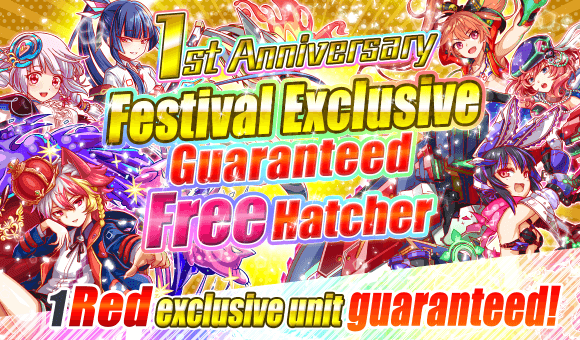 1st Anniversary
Festival Exclusive
Guaranteed
Free Hatcher
1 Red exclusive unit guaranteed!